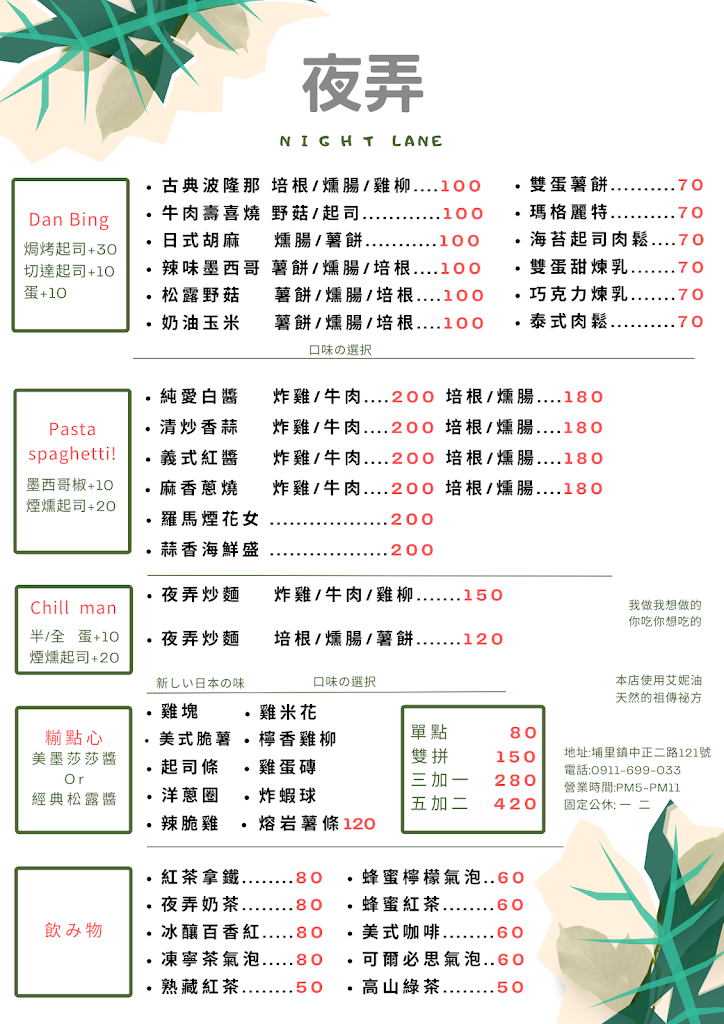 夜弄
NIGHT LANE
Dan Bing
焗烤起司+30
切達起司+10
蛋+10
• 古典波隆那 培根/燻腸/雞柳....100
• 牛肉壽喜燒 野菇/起司............100
• 日式胡麻 燻腸/薯餅...........100
• 辣味墨西哥 薯餅/燻腸/培根....100
• 松露野菇 薯餅/燻腸/培根....100
• 奶油玉米 薯餅/燻腸/培根....100
• 雙蛋薯餅..........70
• 瑪格麗特..........70
• 海苔起司肉鬆....70
• 雙蛋甜煉乳.......70
• 巧克力煉乳.......70
• 泰式肉鬆..........70
口味の選択
Pasta
spaghetti!
墨西哥椒+10
煙燻起司+20
• 純愛白醬 炸雞/牛肉....200 培根/燻腸....180
• 清炒香蒜 炸雞/牛肉....200 培根/燻腸....180
• 義式紅醬 炸雞/牛肉....200 培根/燻腸....180
• 麻香蔥燒 炸雞/牛肉....200 培根/燻腸....180
• 羅馬煙花女 ..................200
• 蒜香海鮮盛 ..................200
Chill man
半/全 蛋+10
煙燻起司+20
• 夜弄炒麵 炸雞/牛肉/雞柳.......150
• 夜弄炒麵 培根/燻腸/薯餅.......120
我做我想做的
你吃你想吃的
本店使用艾妮油
天然的祖傳祕方
新しい日本の味
口味の選択
糋點心
美墨莎莎醬
Or
經典松露醬
• 雞塊
• 美式脆薯
• 起司條
• 洋蔥圈
• 辣脆雞
• 雞米花
• 檸香雞柳
• 雞蛋磚
• 炸蝦球
• 熔岩薯條120
單點 80
雙拼 150
三加一 280
五加二 420
地址:埔里鎮中正二路121號
電話:0911-699-033
營業時間:PM5-PM11
固定公休: 一 二
飲み物
• 紅茶拿鐵........80
• 夜弄奶茶........80
• 冰釀百香紅.....80
• 凍寧茶氣泡.....80
• 熟藏紅茶........50
• 蜂蜜檸檬氣泡..60
• 蜂蜜紅茶........60
• 美式咖啡........60
• 可爾必思氣泡..60
• 高山綠茶........50